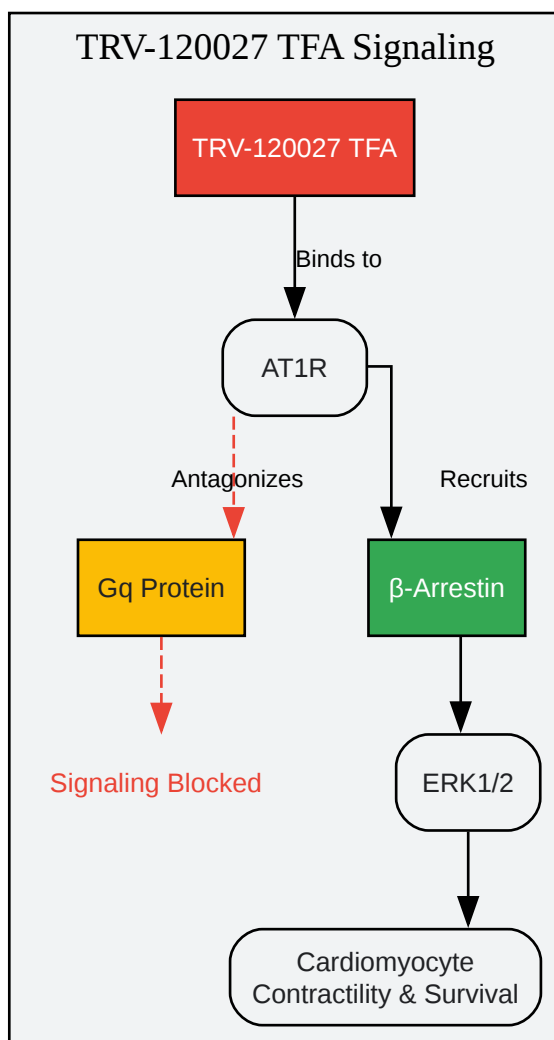 TRV-120027 TFA Signaling
TRV-120027 TFA
Binds to
AT1R
Antagonizes
Recruits
Gq Protein
β-Arrestin
Signaling Blocked
ERK1/2
Cardiomyocyte
Contractility & Survival